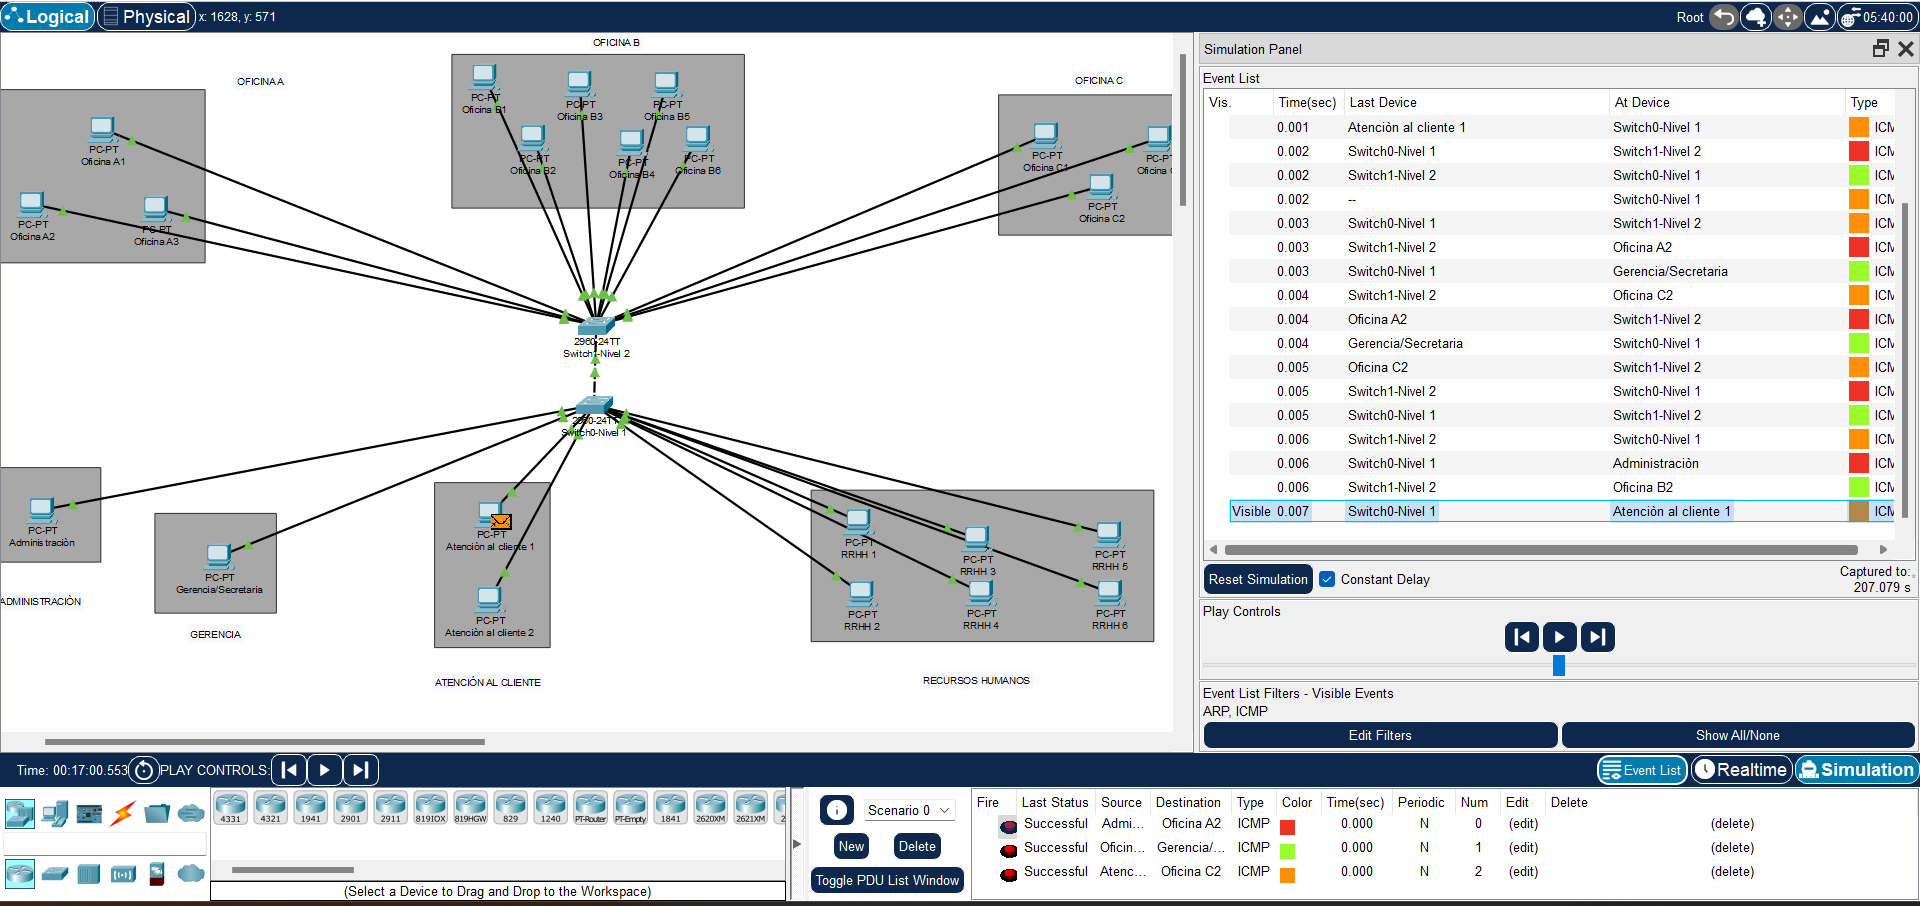 Logical Physical x: 1628, y: 571 Root 05:40:00
OFICINA A
OFICINA B
OFICINA C
PC-PT
Oficina A1
PC-PT
Oficina A2
PC-PT
Oficina A3
PC-PT
Oficina B1
PC-PT
Oficina B2
PC-PT
Oficina B3
PC-PT
Oficina B4
PC-PT
Oficina B5
PC-PT
Oficina B6
PC-PT
Oficina C1
PC-PT
Oficina C2
PC-P
Oficina
2960-24TT
Switch1-Nivel 2
2960-24TT
Switch0-Nivel 1
PC-PT
Administraciòn
ADMINISTRACIÒN
PC-PT
Gerencia/Secretaria
GERENCIA
PC-PT
Atenciòn al cliente 1
PC-PT
Atenciòn al cliente 2
ATENCIÒN AL CLIENTE
PC-PT
RRHH 1
PC-PT
RRHH 2
PC-PT
RRHH 3
PC-PT
RRHH 4
PC-PT
RRHH 5
PC-PT
RRHH 6
RECURSOS HUMANOS
Simulation Panel
Event List
Vis. Time(sec) Last Device At Device Type
0.001 Atenciòn al cliente 1 Switch0-Nivel 1 ICM
0.002 Switch0-Nivel 1 Switch1-Nivel 2 ICM
0.002 Switch1-Nivel 2 Switch0-Nivel 1 ICM
0.002 -- Switch0-Nivel 1 ICM
0.003 Switch0-Nivel 1 Switch1-Nivel 2 ICM
0.003 Switch1-Nivel 2 Oficina A2 ICM
0.003 Switch0-Nivel 1 Gerencia/Secretaria ICM
0.004 Switch1-Nivel 2 Oficina C2 ICM
0.004 Oficina A2 Switch1-Nivel 2 ICM
0.004 Gerencia/Secretaria Switch0-Nivel 1 ICM
0.005 Oficina C2 Switch1-Nivel 2 ICM
0.005 Switch1-Nivel 2 Switch0-Nivel 1 ICM
0.005 Switch0-Nivel 1 Switch1-Nivel 2 ICM
0.006 Switch1-Nivel 2 Switch0-Nivel 1 ICM
0.006 Switch0-Nivel 1 Administraciòn ICM
0.006 Switch1-Nivel 2 Oficina B2 ICM
Visible 0.007 Switch0-Nivel 1 Atenciòn al cliente 1 ICM
Reset Simulation Constant Delay Captured to:
207.079 s
Play Controls
Event List Filters - Visible Events
ARP, ICMP
Edit Filters Show All/None
Time: 00:17:00.553 PLAY CONTROLS: Event List Realtime Simulation
4331 4321 1941 2901 2911 819IOX 819HGW 829 1240 PT-Router PT-Empty 1841 2620XM 2621XM 2
(Select a Device to Drag and Drop to the Workspace)
Scenario 0
New Delete
Toggle PDU List Window
Fire Last Status Source Destination Type Color Time(sec) Periodic Num Edit Delete
Successful Admi... Oficina A2 ICMP 0.000 N 0 (edit) (delete)
Successful Oficin... Gerencia/... ICMP 0.000 N 1 (edit) (delete)
Successful Atenc... Oficina C2 ICMP 0.000 N 2 (edit) (delete)